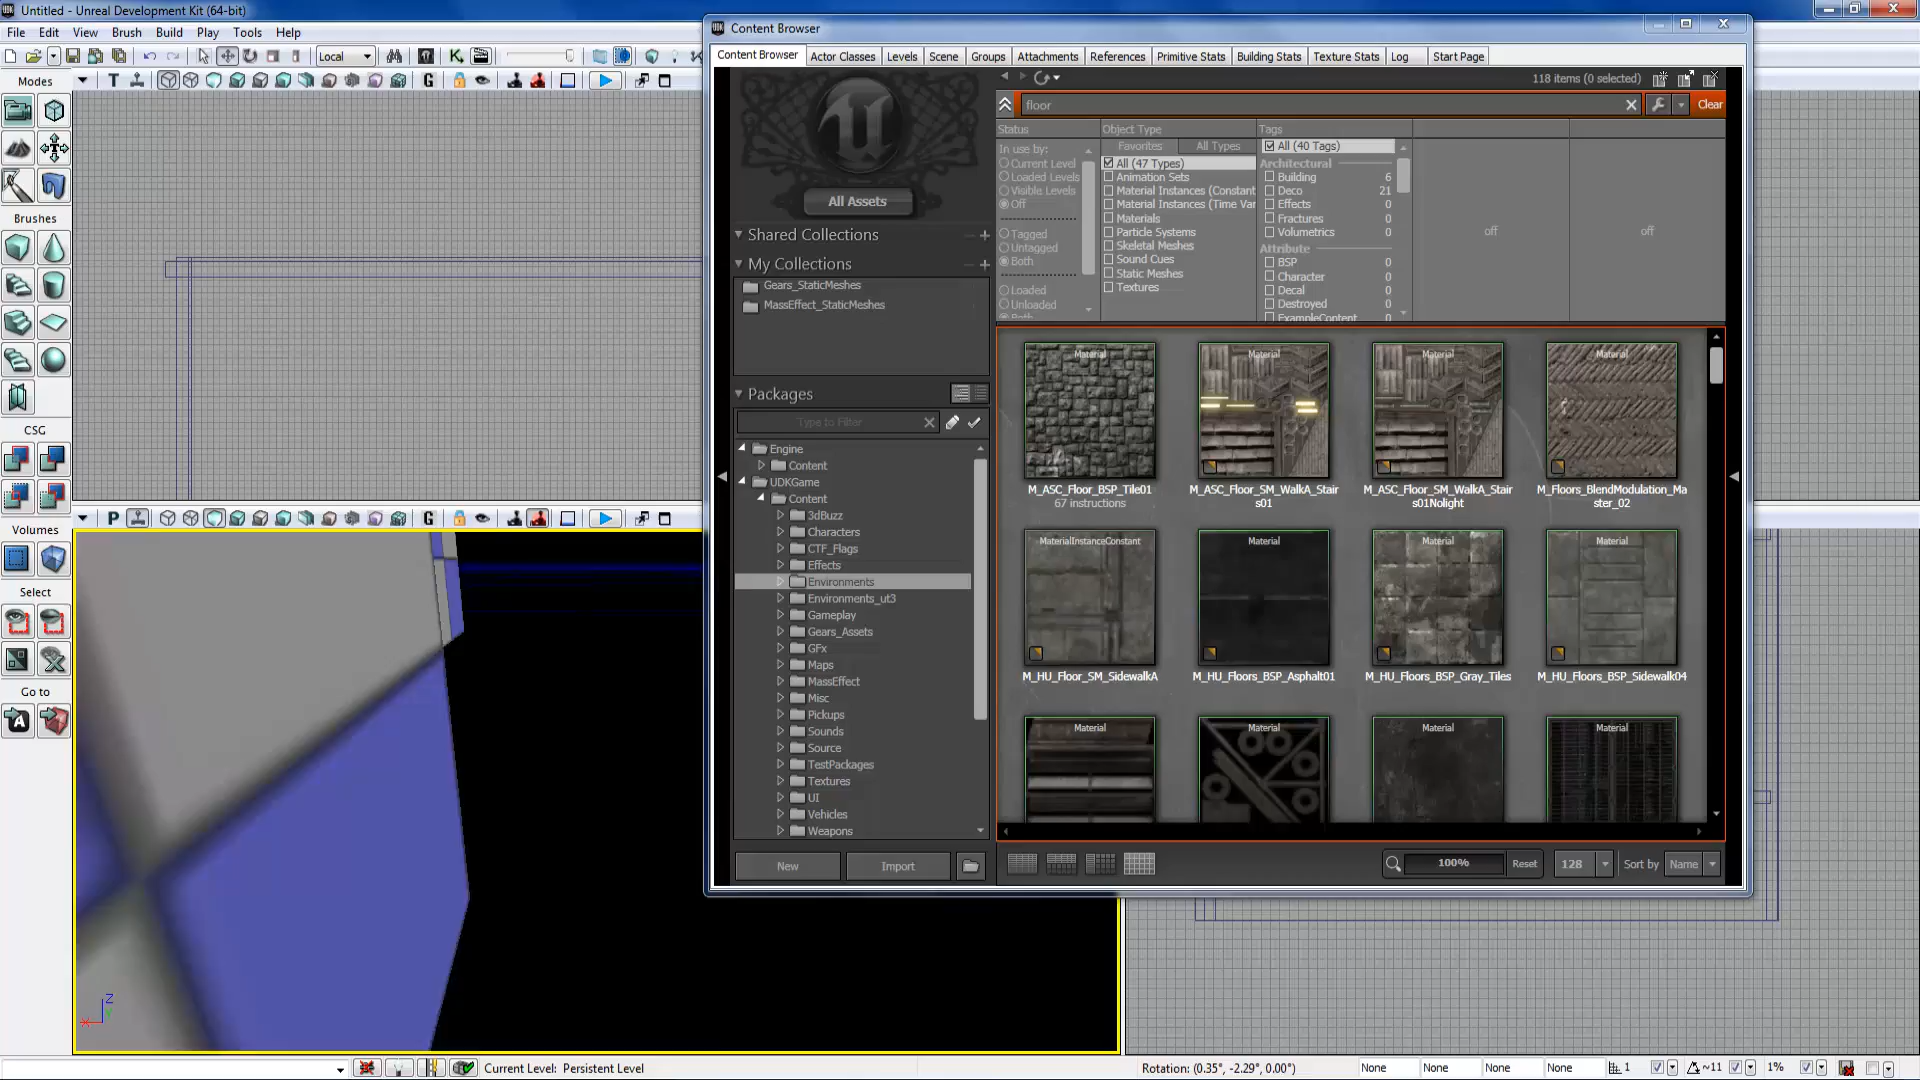 Untitled - Unreal Development Kit (64-bit)
File Edit View Brush Build Play Tools Help
Local
Modes
Brushes
CSG
Volumes
Select
Go to
T G
P G
Z
Content Browser
Content Browser Actor Classes Levels Scene Groups Attachments References Primitive Stats Building Stats Texture Stats Log Start Page
118 items (0 selected)
floor
Clear
All Assets
Shared Collections
My Collections
Gears_StaticMeshes
MassEffect_StaticMeshes
Packages
Type to Filter
Engine
Content
UDKGame
Content
3dBuzz
Characters
CTF_Flags
Effects
Environments
Environments_ut3
Gameplay
Gears_Assets
GFx
Maps
MassEffect
Misc
Pickups
Sounds
Source
TestPackages
Textures
UI
Vehicles
Weapons
New Import
Status
In use by:
Current Level
Loaded Levels
Visible Levels
Off
Tagged
Untagged
Both
Loaded
Unloaded
Both
Object Type
Favorites All Types
All (47 Types)
Animation Sets
Material Instances (Constant
Material Instances (Time Var
Materials
Particle Systems
Skeletal Meshes
Sound Cues
Static Meshes
Textures
Tags
All (40 Tags)
Architectural
Building 6
Deco 21
Effects 0
Fractures 0
Volumetrics 0
Attribute
BSP 0
Character 0
Decal 0
Destroyed 0
ExampleContent 0
off
off
Material
M_ASC_Floor_BSP_Tile01
67 instructions
Material
M_ASC_Floor_SM_WalkA_Stair
s01
Material
M_ASC_Floor_SM_WalkA_Stair
s01Nolight
Material
M_Floors_BlendModulation_Ma
ster_02
MaterialInstanceConstant
M_HU_Floor_SM_SidewalkA
Material
M_HU_Floors_BSP_Asphalt01
Material
M_HU_Floors_BSP_Gray_Tiles
Material
M_HU_Floors_BSP_Sidewalk04
Material
Material
Material
Material
100% Reset 128 Sort by Name
Current Level: Persistent Level
Rotation: (0.35°, -2.29°, 0.00°)
None None None None 1 ~11 1%